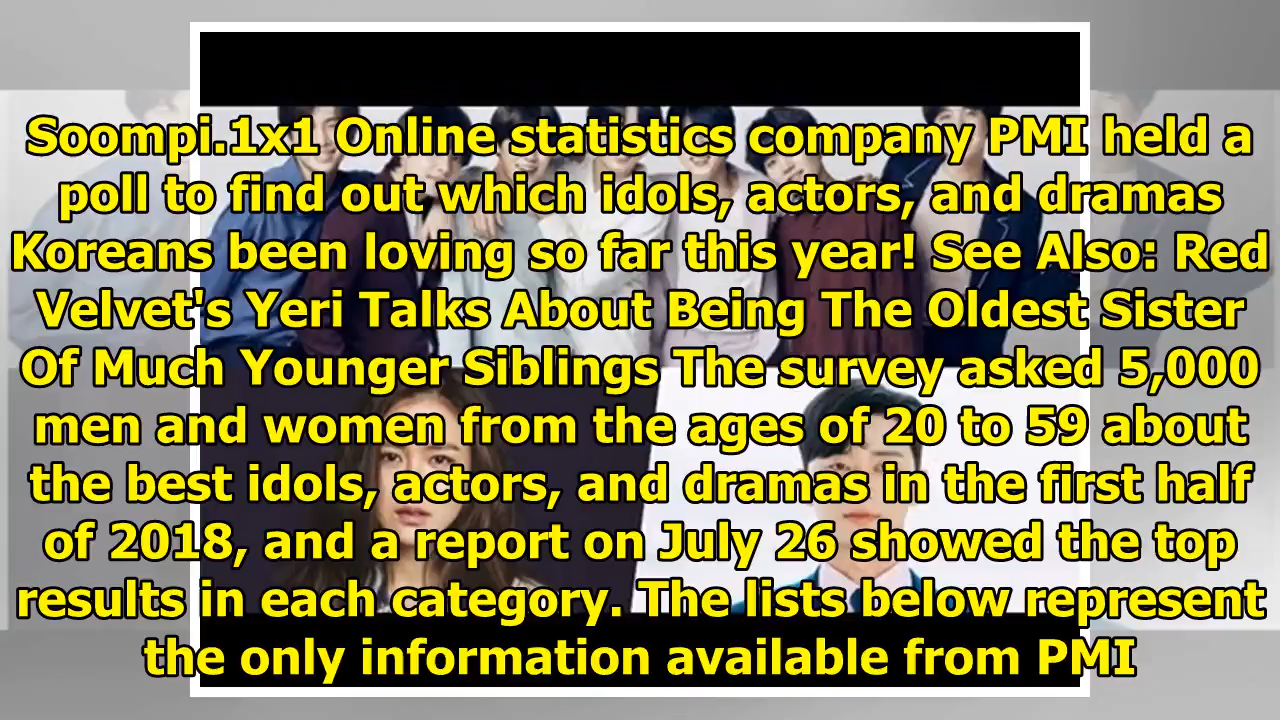 Soompi.1x1 Online statistics company PMI held a
poll to find out which idols, actors, and dramas
Koreans been loving so far this year! See Also: Red
Velvet's Yeri Talks About Being The Oldest Sister
Of Much Younger Siblings The survey asked 5,000
men and women from the ages of 20 to 59 about
the best idols, actors, and dramas in the first half
of 2018, and a report on July 26 showed the top
results in each category. The lists below represent
the only information available from PMI